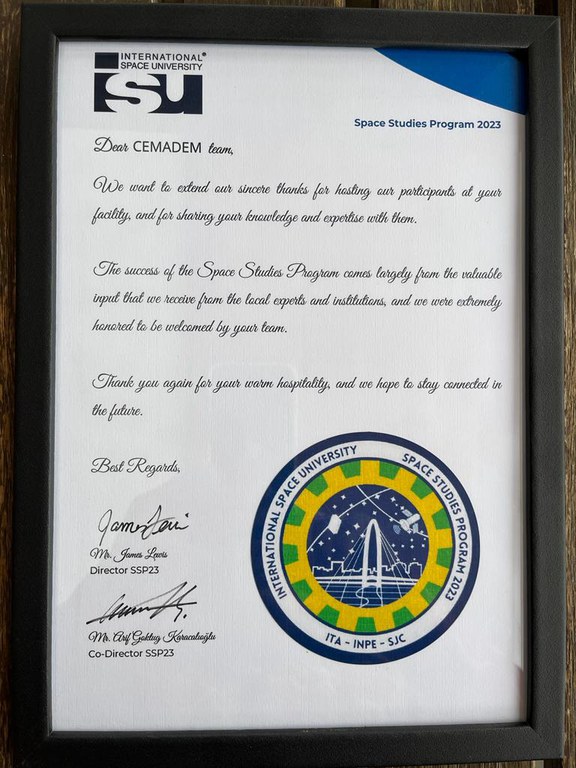 INTERNATIONAL®
SPACE UNIVERSITY
ISU
Space Studies Program 2023
Dear CEMADEM team,
We want to extend our sincere thanks for hosting our participants at your
facility, and for sharing your knowledge and expertise with them.
The success of the Space Studies Program comes largely from the valuable
input that we receive from the local experts and institutions, and we were extremely
honored to be welcomed by your team.
Thank you again for your warm hospitality, and we hope to stay connected in
the future.
Best Regards,
Mr. James Lewis
Director SSP23
Mr. Arif Goktug Karacalıoğlu
Co-Director SSP23
INTERNATIONAL SPACE UNIVERSITY
SPACE STUDIES PROGRAM 2023
ITA - INPE - SJC